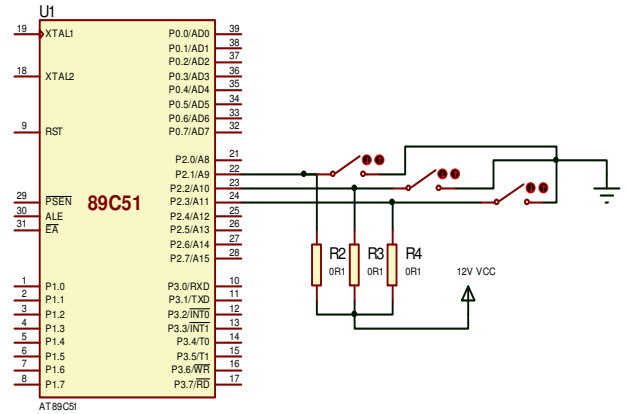 U1
19 XTAL1 P0.0/AD0 39
P0.1/AD1 38
P0.2/AD2 37
18 XTAL2 P0.3/AD3 36
P0.4/AD4 35
P0.5/AD5 34
P0.6/AD6 33
9 RST P0.7/AD7 32
P2.0/A8 21
P2.1/A9 22
P2.2/A10 23
29 PSEN 89C51 P2.3/A11 24
30 ALE P2.4/A12 25
31 EA P2.5/A13 26
P2.6/A14 27
P2.7/A15 28
1 P1.0 P3.0/RXD 10
2 P1.1 P3.1/TXD 11
3 P1.2 P3.2/INT0 12
4 P1.3 P3.3/INT1 13
5 P1.4 P3.4/T0 14
6 P1.5 P3.5/T1 15
7 P1.6 P3.6/WR 16
8 P1.7 P3.7/RD 17
AT89C51
R2 R3 R4
0R1 0R1 0R1
12V VCC